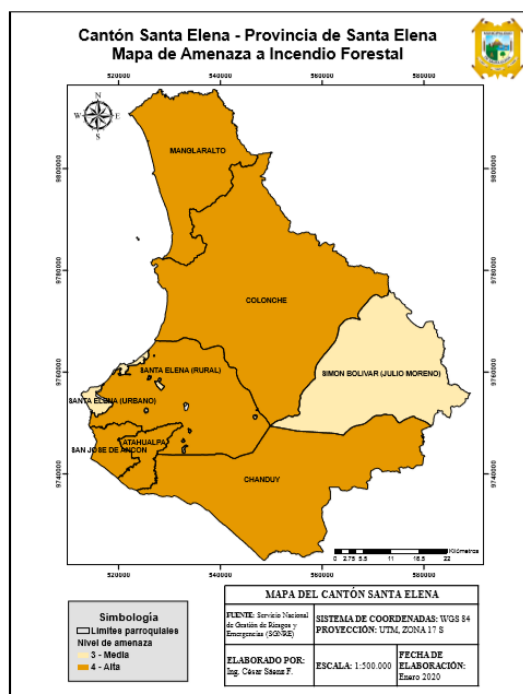 Cantón Santa Elena - Provincia de Santa Elena
Mapa de Amenaza a Incendio Forestal
520000 540000 560000 580000
N
W E
S
9800000 9800000
9780000 9780000
9760000 9760000
9740000 9740000
MANGLARALTO
COLONCHE
SIMON BOLIVAR (JULIO MORENO)
SANTA ELENA (RURAL)
SANTA ELENA (URBANO)
ATAHUALPA
SAN JOSE DE ANCON
CHANDUY
Kilómetros
0 2.75 5.5 11 16.5 22
520000 540000 560000 580000
Simbología
Límites parroquiales
Nivel de amenaza
3 - Media
4 - Alta
MAPA DEL CANTÓN SANTA ELENA
FUENTE: Servicio Nacional
de Gestión de Riesgos y
Emergencias (SGNRE)
SISTEMA DE COORDENADAS: WGS 84
PROYECCIÓN: UTM, ZONA 17 S
ELABORADO POR:
Ing. César Sáenz F.
ESCALA: 1:500.000
FECHA DE
ELABORACIÓN:
Enero 2020